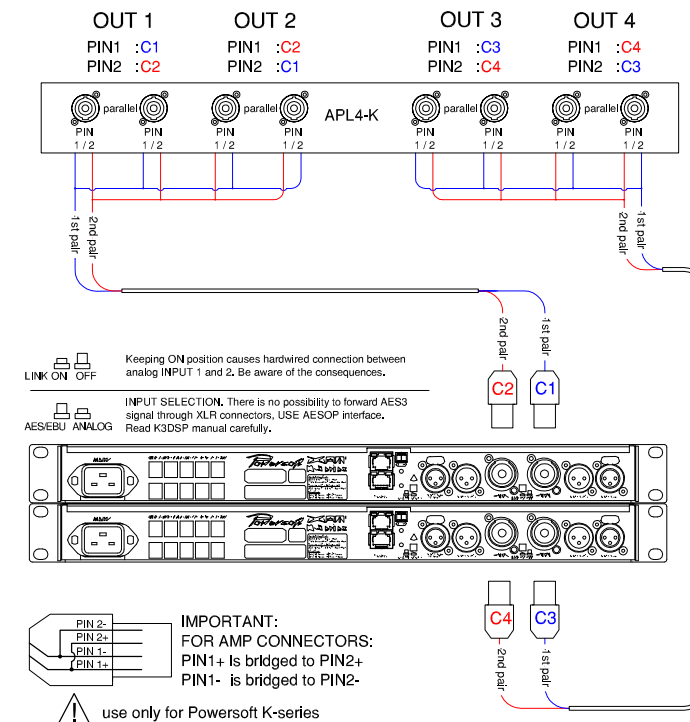 OUT 1 OUT 2 OUT 3 OUT 4
PIN1 :C1 PIN1 :C2 PIN1 :C3 PIN1 :C4
PIN2 :C2 PIN2 :C1 PIN2 :C4 PIN2 :C3
parallel parallel APL4-K parallel parallel
PIN PIN PIN PIN PIN PIN PIN PIN
1/2 1/2 1/2 1/2 1/2 1/2 1/2 1/2
1st pair 2nd pair 2nd pair 1st pair
2nd pair 1st pair
LINK ON OFF
Keeping ON position causes hardwired connection between
analog INPUT 1 and 2. Be aware of the consequences.
C2 C1
AES/EBU ANALOG
INPUT SELECTION. There is no possibility to forward AES3
signal through XLR connectors, USE AESOP interface.
Read K3DSP manual carefully.
MAINS Powersoft
MAINS Powersoft
C4 C3
2nd pair 1st pair
PIN 2-
PIN 2+
PIN 1-
PIN 1+
IMPORTANT:
FOR AMP CONNECTORS:
PIN1+ is bridged to PIN2+
PIN1- is bridged to PIN2-
! use only for Powersoft K-series